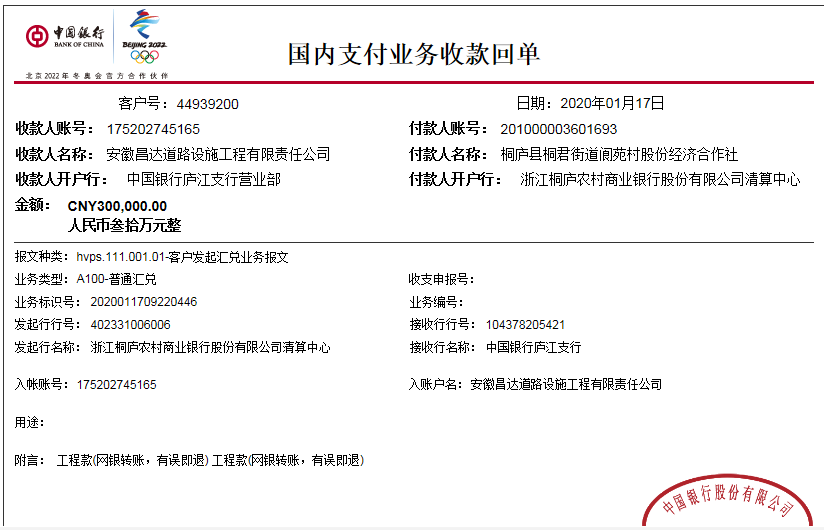 中国银行
BANK OF CHINA
BEIJING 2022
北京2022年冬奥会官方合作伙伴
国内支付业务收款回单
客户号：44939200 日期：2020年01月17日
收款人账号：175202745165 付款人账号：201000003601693
收款人名称：安徽昌达道路设施工程有限责任公司 付款人名称：桐庐县桐君街道阆苑村股份经济合作社
收款人开户行：中国银行庐江支行营业部 付款人开户行：浙江桐庐农村商业银行股份有限公司清算中心
金额：CNY300,000.00
人民币叁拾万元整
报文种类：hvps.111.001.01-客户发起汇兑业务报文
业务类型：A100-普通汇兑 收支申报号：
业务标识号：2020011709220446 业务编号：
发起行行号：402331006006 接收行行号：104378205421
发起行名称：浙江桐庐农村商业银行股份有限公司清算中心 接收行名称：中国银行庐江支行
入帐账号：175202745165 入账户名：安徽昌达道路设施工程有限责任公司
用途：
附言：工程款(网银转账，有误即退)工程款(网银转账，有误即退)
中国银行股份有限公司